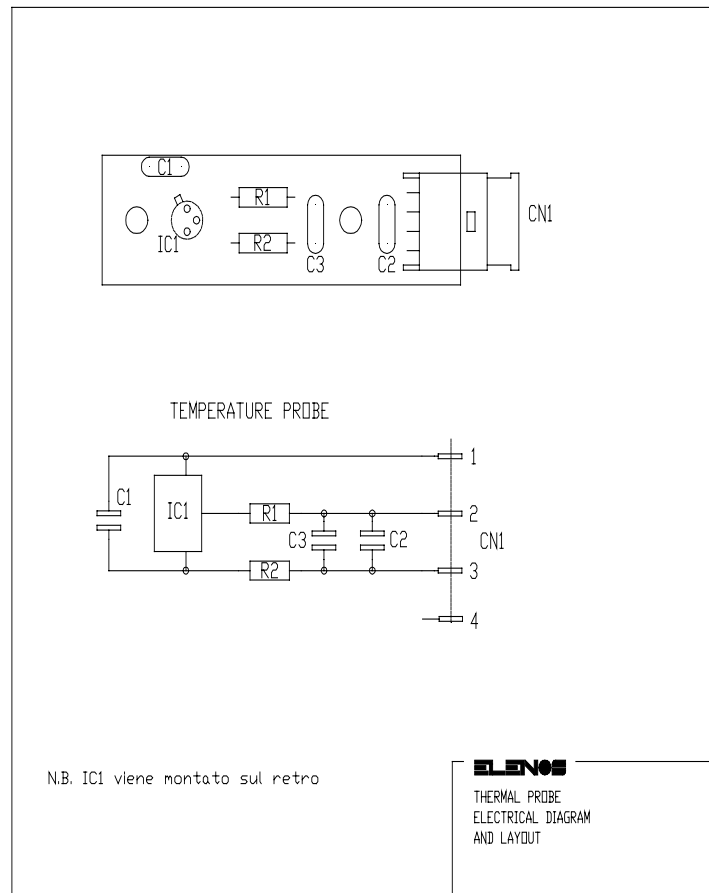 C1
R1
CN1
IC1
R2
C3
C2
TEMPERATURE PROBE
1
C1
IC1
R1
2
C3
C2
CN1
R2
3
4
N.B. IC1 viene montato sul retro
ELENOS
THERMAL PROBE
ELECTRICAL DIAGRAM
AND LAYOUT